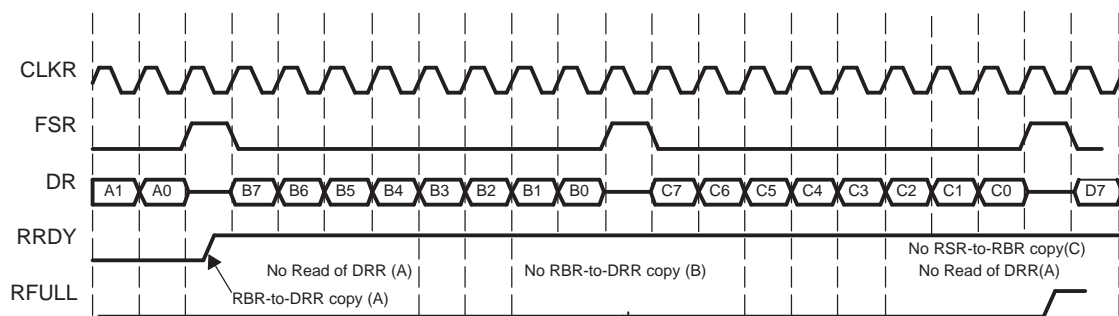 CLKR
FSR
DR A1 A0 B7 B6 B5 B4 B3 B2 B1 B0 C7 C6 C5 C4 C3 C2 C1 C0 D7
RRDY
No RSR-to-RBR copy(C)
No Read of DRR (A) No RBR-to-DRR copy (B) No Read of DRR(A)
RFULL RBR-to-DRR copy (A)